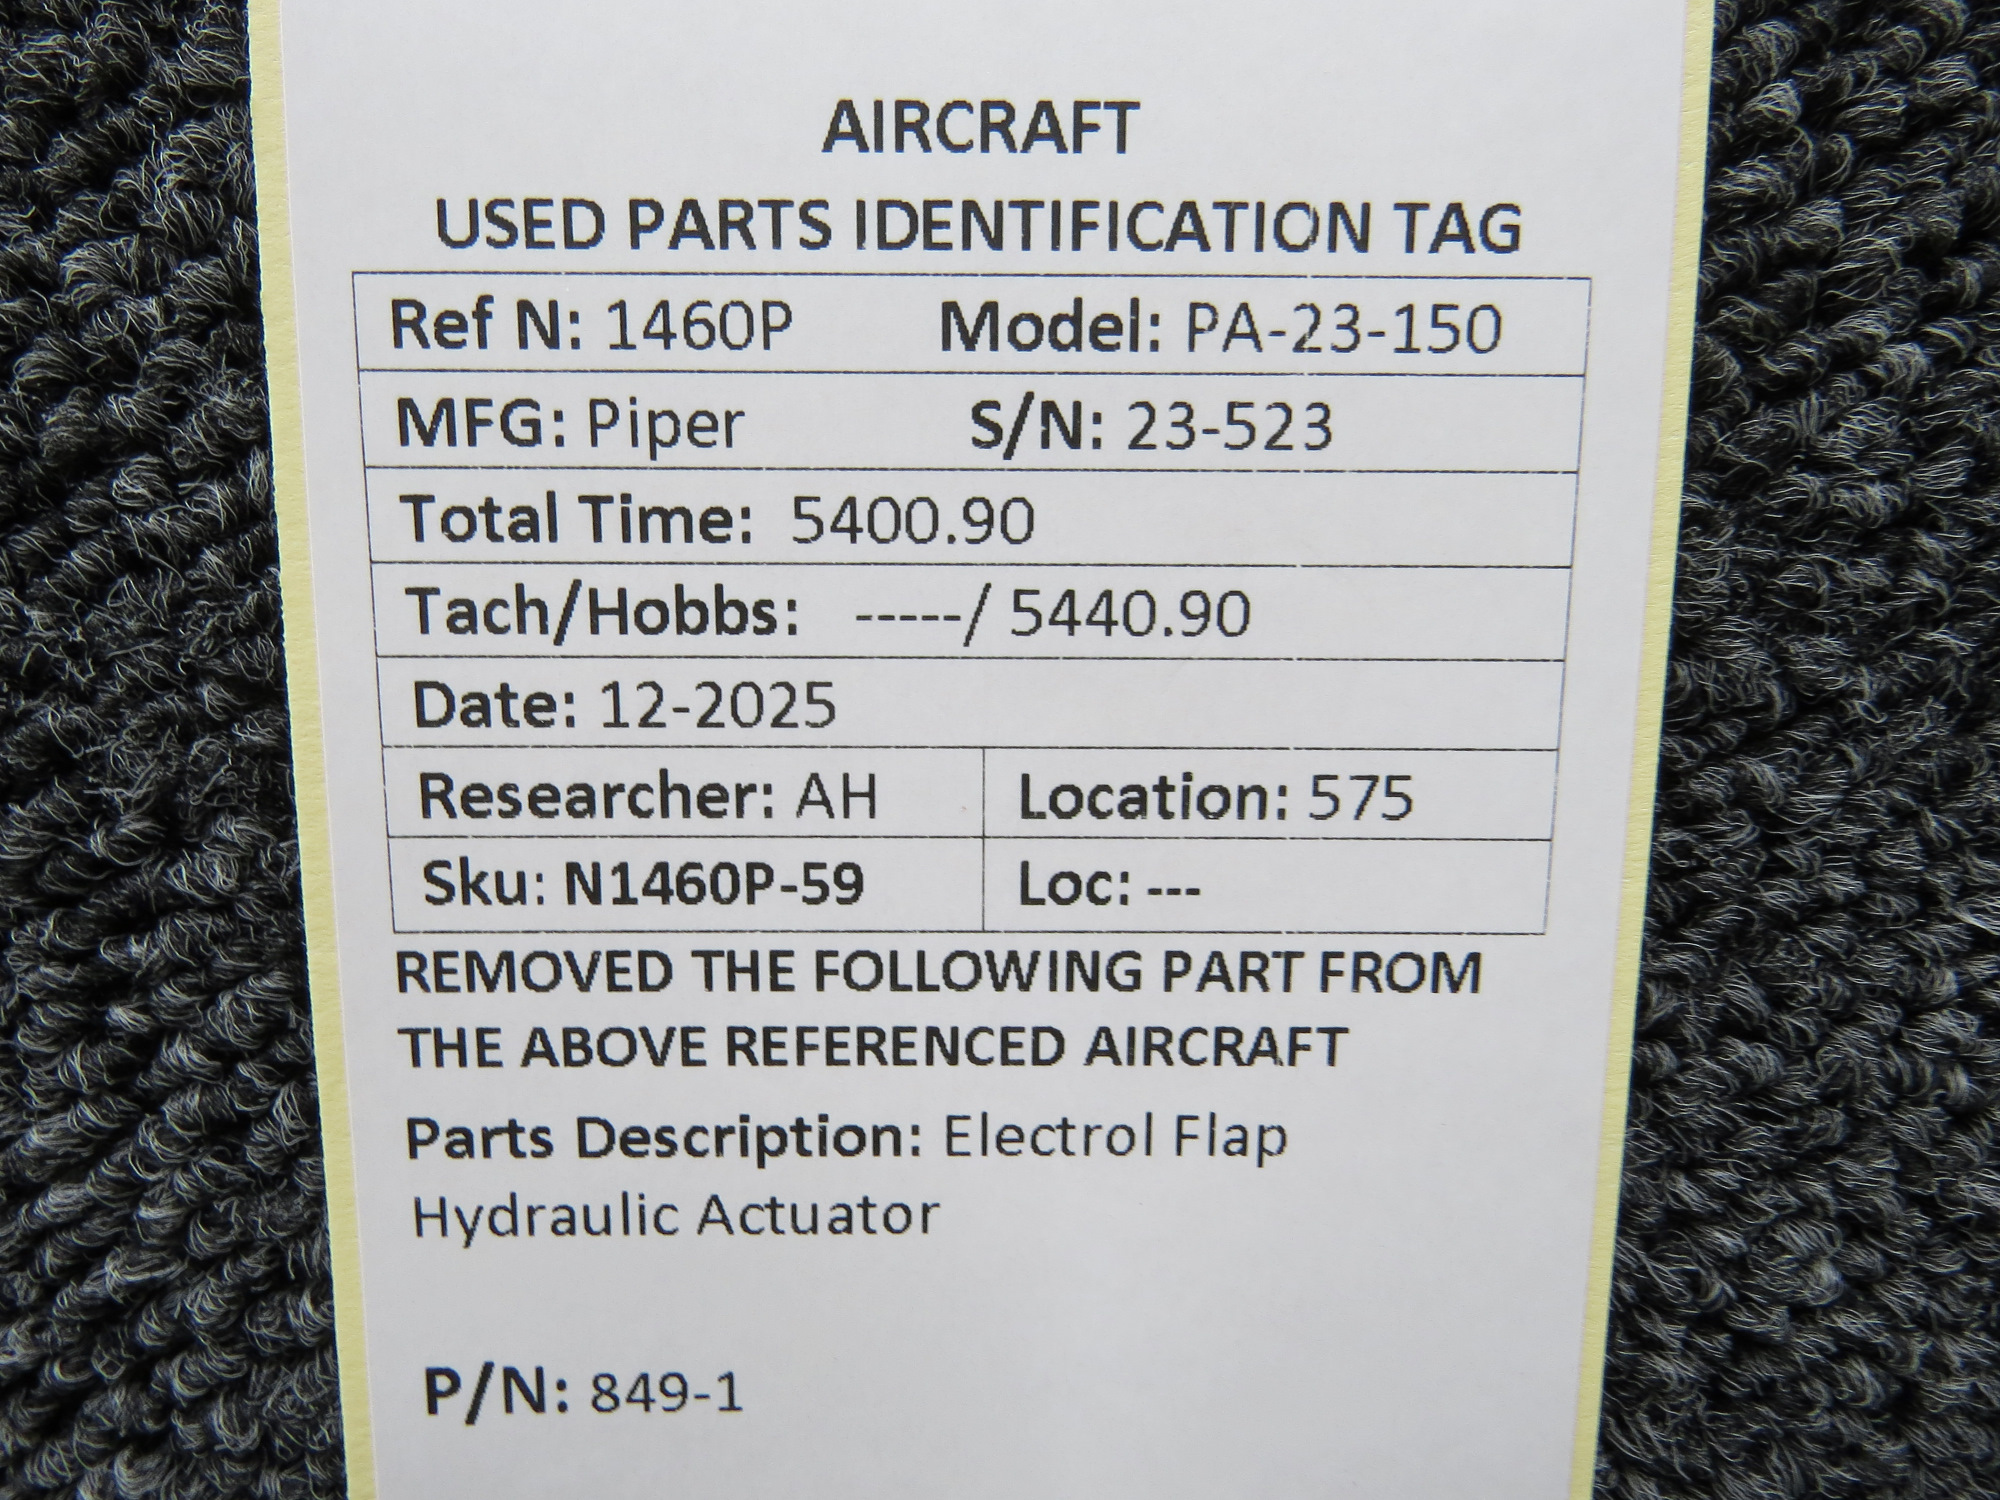 AIRCRAFT
USED PARTS IDENTIFICATION TAG
Ref N: 1460P Model: PA-23-150
MFG: Piper S/N: 23-523
Total Time: 5400.90
Tach/Hobbs: -----/ 5440.90
Date: 12-2025
Researcher: AH Location: 575
Sku: N1460P-59 Loc: ---
REMOVED THE FOLLOWING PART FROM
THE ABOVE REFERENCED AIRCRAFT
Parts Description: Electrol Flap
Hydraulic Actuator
P/N: 849-1